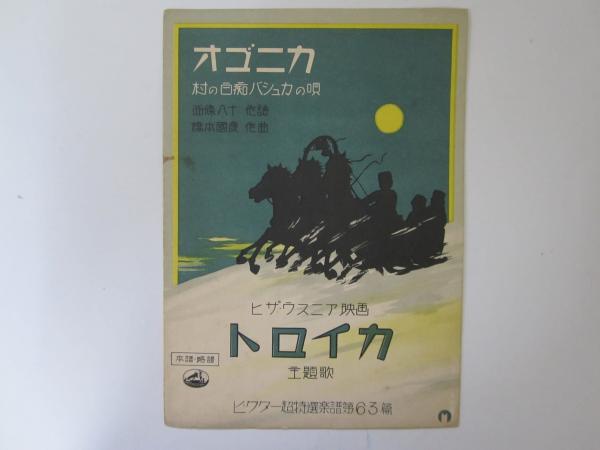 オゴニカ
村の白痴バシュカの唄
西條八十 作詩
橋本國彦 作曲
ヒザ・ウスニア映画
トロイカ
主題歌
本譜・略譜
ビクター超特選楽譜第63篇
M